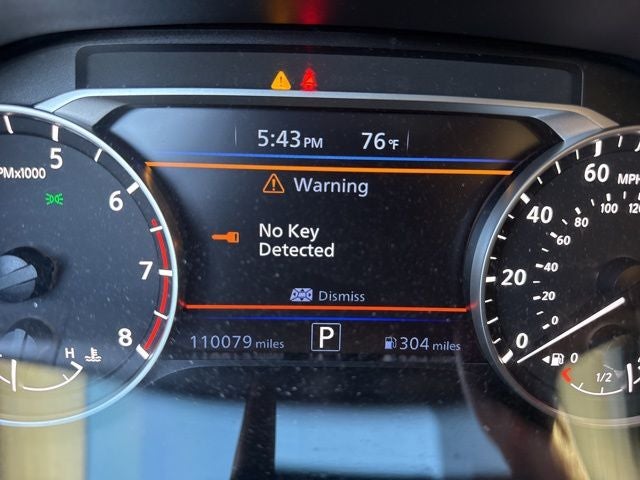 5:43 PM 76°F
Warning
No Key
Detected
Dismiss
110079 miles P 304 miles
PMx1000
5
6
7
8
H
60 MPH
40
20
0
100
80
60
40
20
0
0
1/2